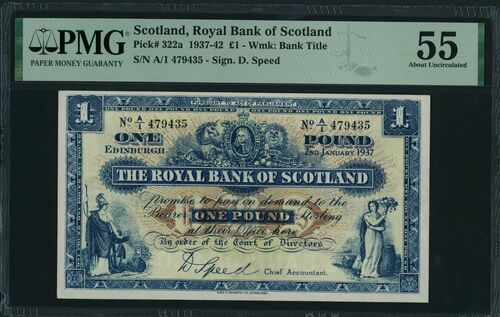 PMG
PAPER MONEY GUARANTY
Scotland, Royal Bank of Scotland
Pick# 322a 1937-42 £1 - Wmk: Bank Title
S/N A/1 479435 - Sign. D. Speed
55
About Uncirculated
PURSUANT TO ACT OF PARLIAMENT
1 1
No A/1 479435 No A/1 479435
ONE POUND
EDINBURGH 2ND JANUARY 1937
THE ROYAL BANK OF SCOTLAND
promise to pay on demand to the
Bearer ONE POUND Sterling
at their Office here
By order of the Court of Directors
D Speed Chief Accountant.